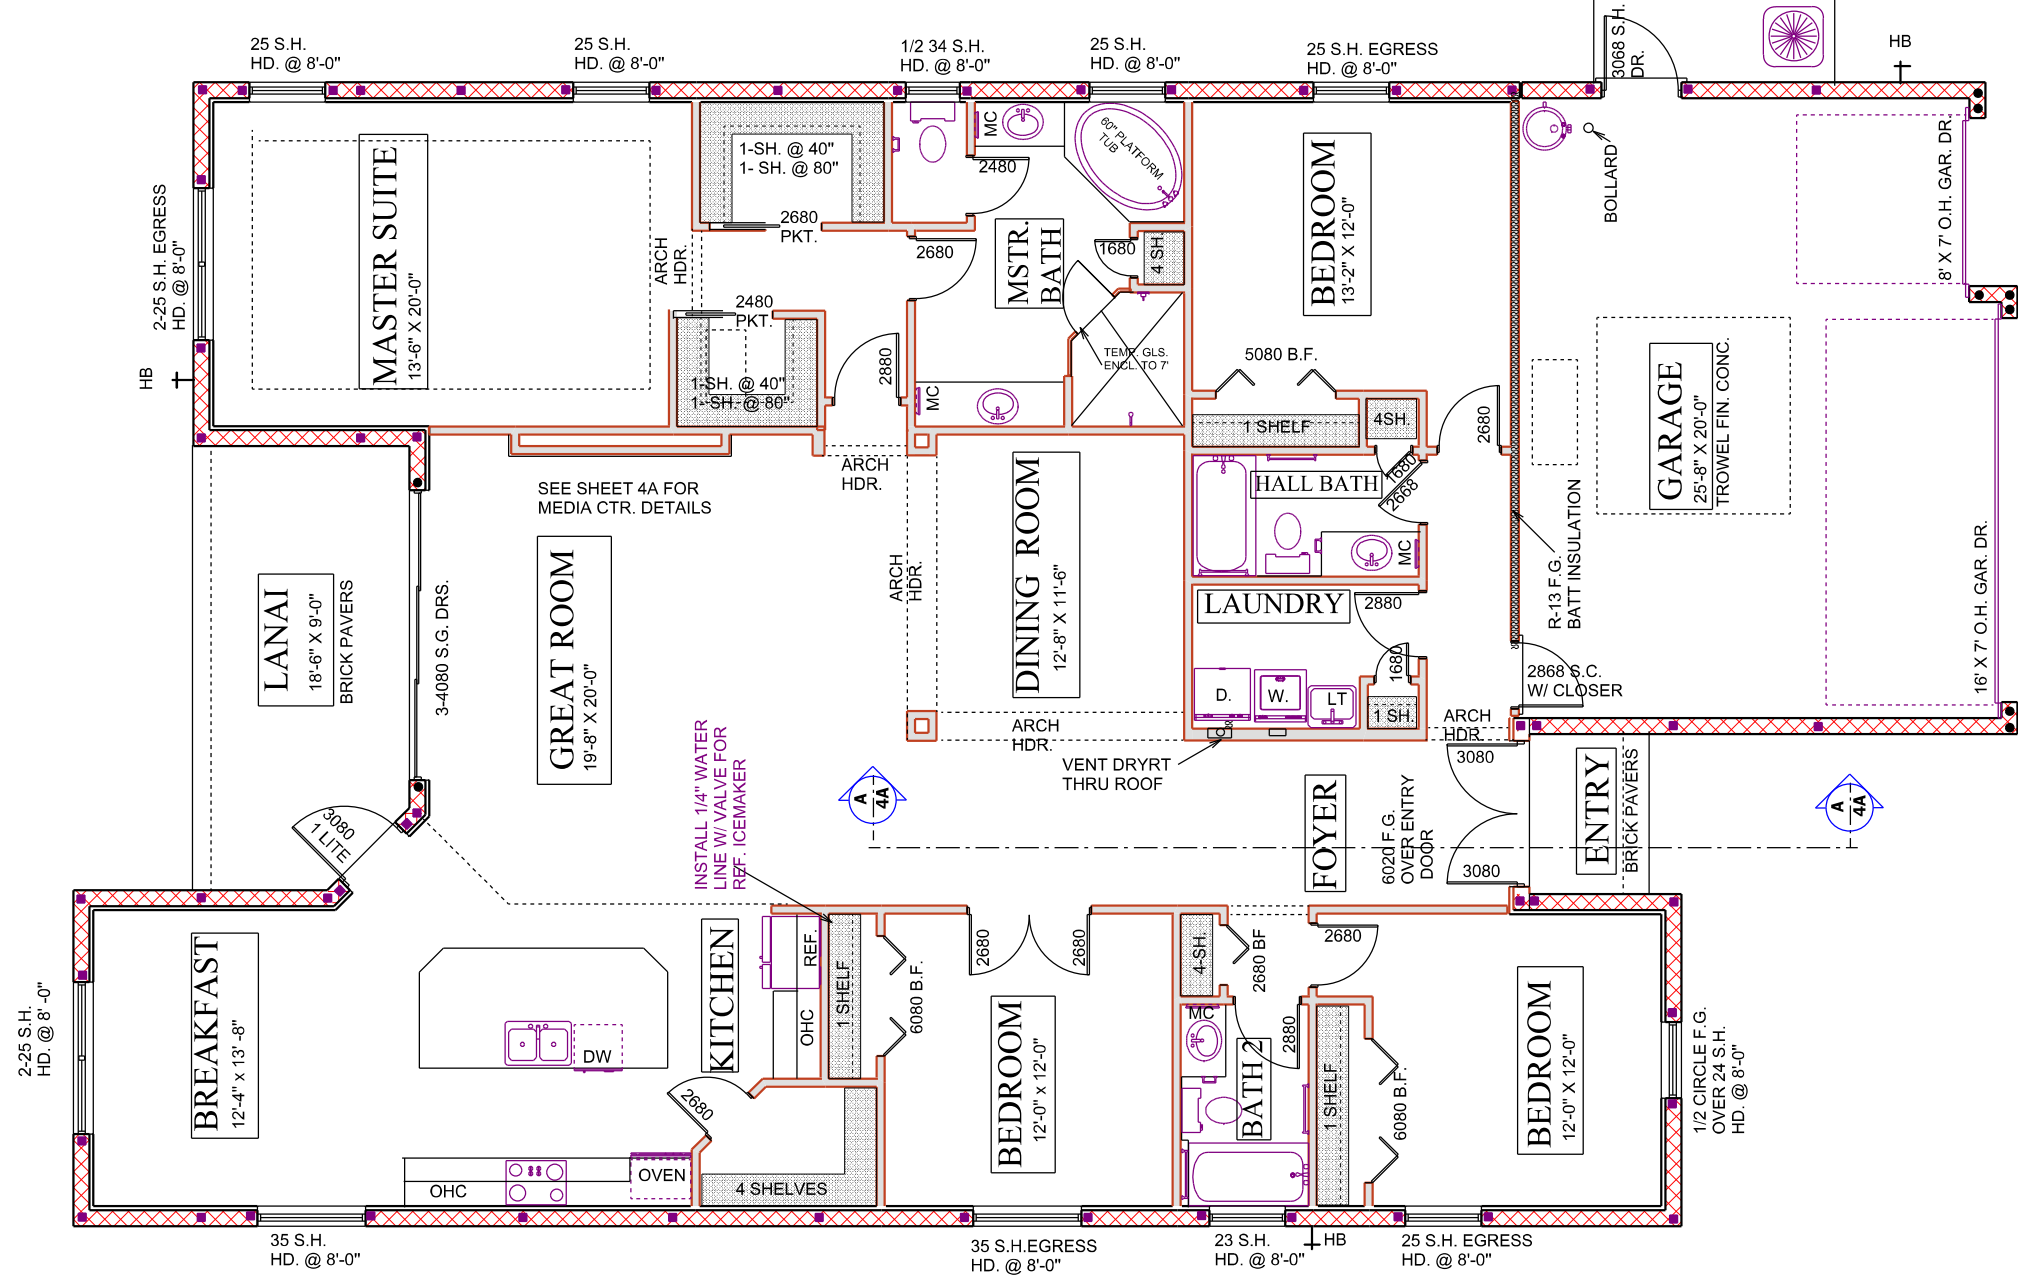 25 S.H.
HD. @ 8'-0"
25 S.H.
HD. @ 8'-0"
1/2 34 S.H.
HD. @ 8'-0"
25 S.H.
HD. @ 8'-0"
25 S.H. EGRESS
HD. @ 8'-0"
3068 S.H.
DR.
HB
2-25 S.H. EGRESS
HD. @ 8'-0"
HB
MASTER SUITE
13'-6" X 20'-0"
1-SH. @ 40"
1- SH. @ 80"
2680
PKT.
ARCH
HDR.
2480
PKT.
1-SH. @ 40"
1- SH. @ 80"
2880
MC
2480
60" PLATFORM
TUB
MSTR.
BATH
2680
1680
4 SH.
TEMP. GLS.
ENCL. TO 7'
MC
BEDROOM
13'-2" X 12'-0"
5080 B.F.
1 SHELF
4SH.
2680
BOLLARD
8' X 7' O.H. GAR. DR.
GARAGE
25'-8" X 20'-0"
TROWEL FIN. CONC.
16' X 7' O.H. GAR. DR.
R-13 F.G.
BATT INSULATION
SEE SHEET 4A FOR
MEDIA CTR. DETAILS
ARCH
HDR.
ARCH
HDR.
LANAI
18'-6" X 9'-0"
BRICK PAVERS
3-4080 S.G. DRS.
GREAT ROOM
19'-8" X 20'-0"
DINING ROOM
12'-8" X 11'-6"
ARCH
HDR.
HALL BATH
1680
2668
MC
LAUNDRY
2880
1680
D.
W.
LT
1 SH.
2868 S.C.
W/ CLOSER
ARCH
HDR.
VENT DRYRT
THRU ROOF
INSTALL 1/4" WATER
LINE W/ VALVE FOR
REF. ICEMAKER
A
4A
FOYER
6020 F.G.
OVER ENTRY
DOOR
3080
3080
ENTRY
BRICK PAVERS
A
4A
3080
1 LITE
2-25 S.H.
HD. @ 8' -0"
BREAKFAST
12'-4" x 13' -8"
DW
KITCHEN
REF.
OHC
1 SHELF
6080 B.F.
2680
2680
2680
BEDROOM
12'-0" x 12'-0"
4-SH.
2680 BF
2680
MC
2880
BATH 2
1 SHELF
6080 B.F.
BEDROOM
12'-0" X 12'-0"
1/2 CIRCLE F.G.
OVER 24 S.H.
HD. @ 8'-0"
OHC
OVEN
4 SHELVES
35 S.H.
HD. @ 8'-0"
35 S.H.EGRESS
HD. @ 8'-0"
23 S.H.
HD. @ 8'-0"
HB
25 S.H. EGRESS
HD. @ 8'-0"